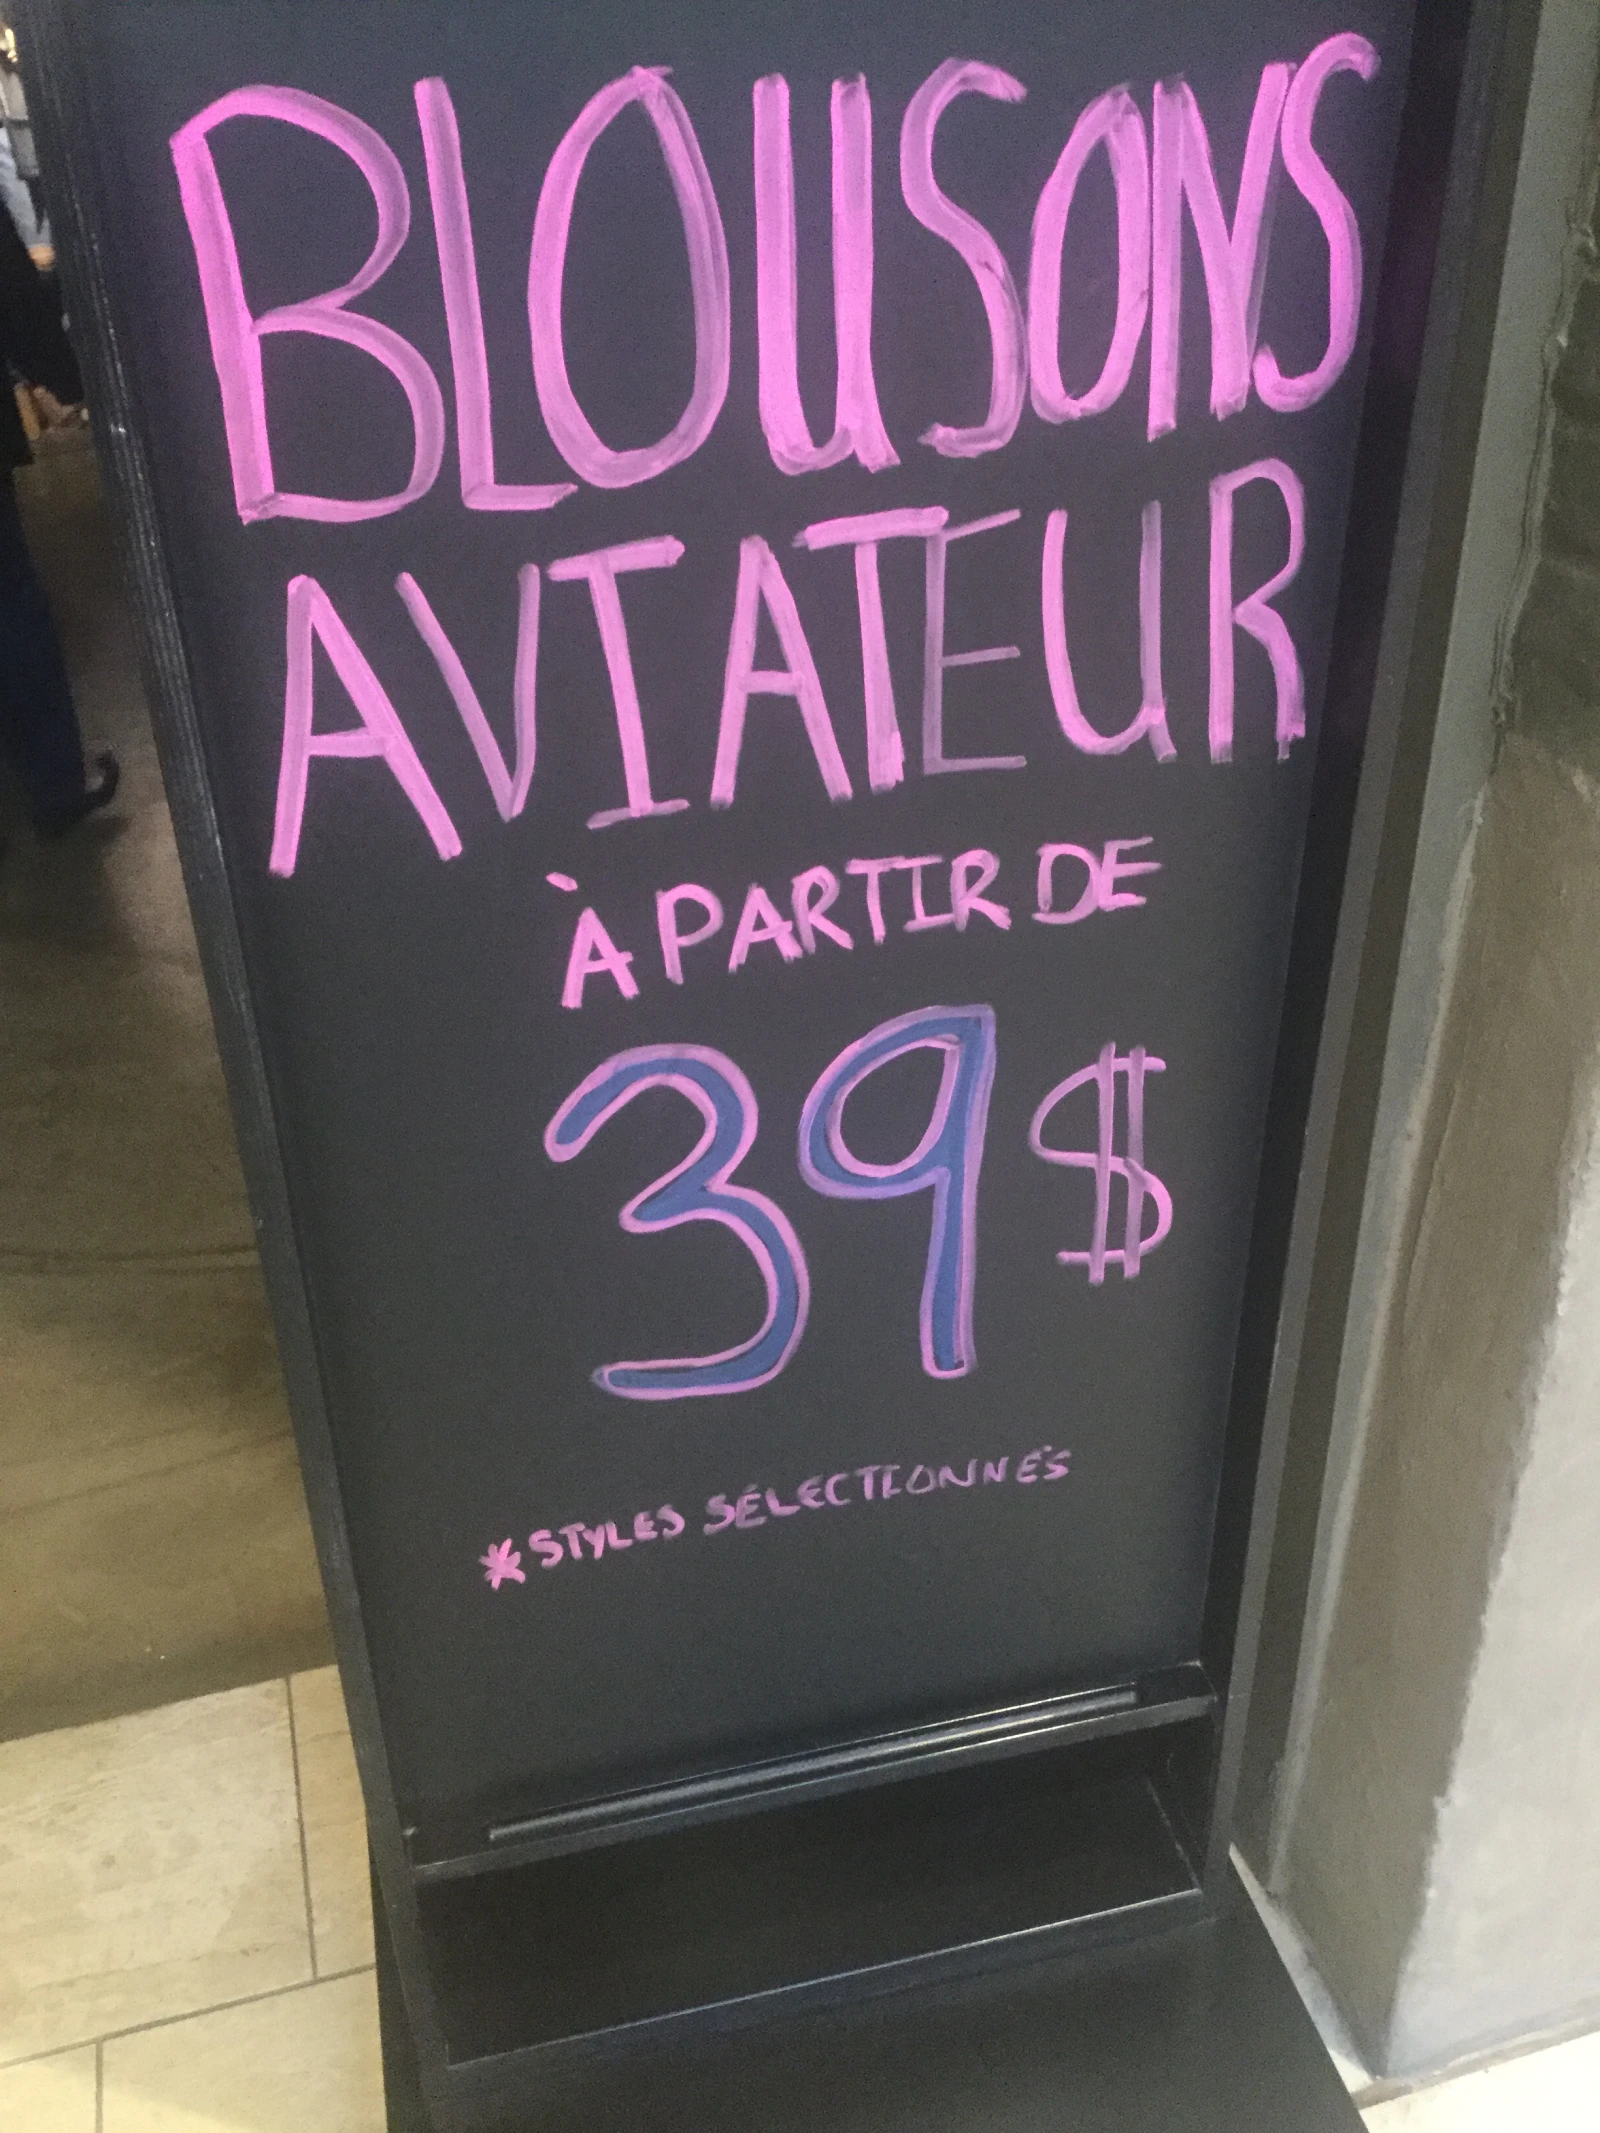 BLOUSONS
AVIATEUR
À PARTIR DE
39 $
*STYLES SÉLECTIONNÉS